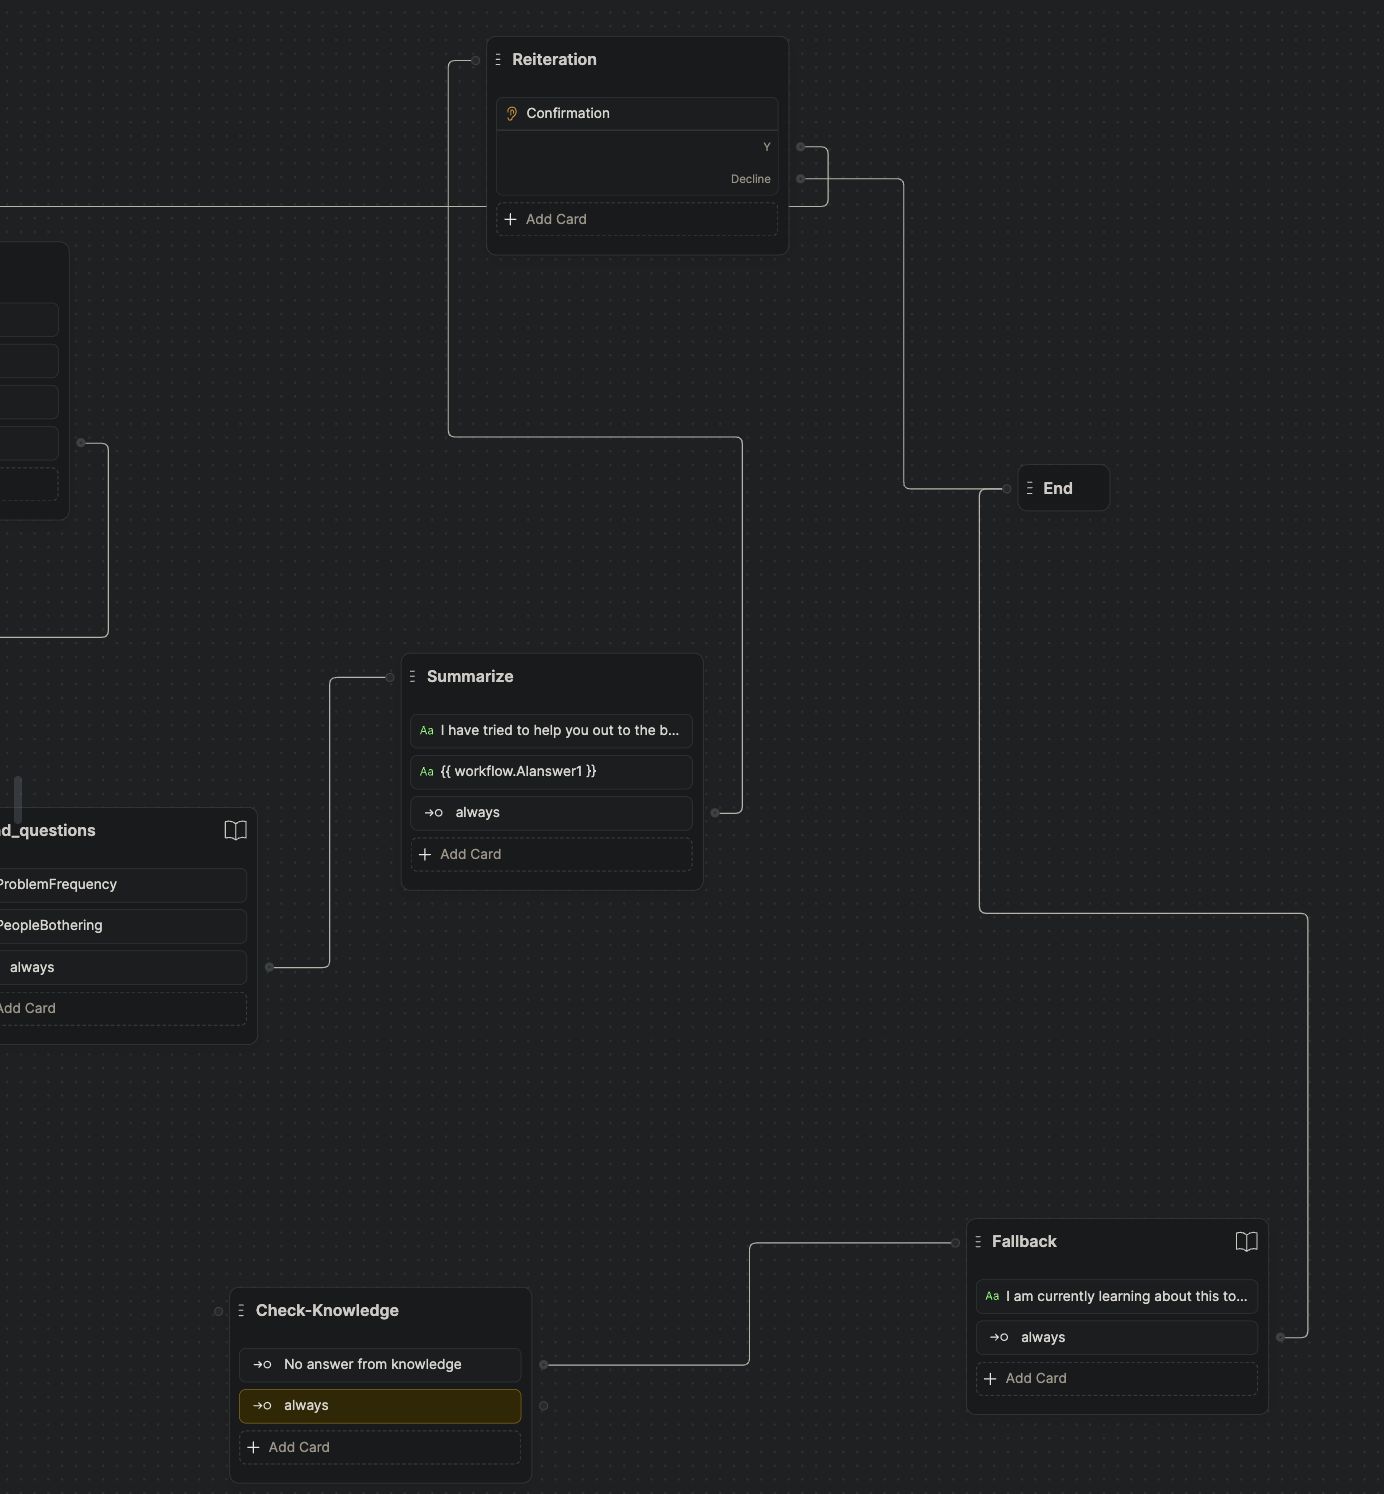 Reiteration
Confirmation
Y
Decline
Add Card
End
Summarize
Aa I have tried to help you out to the b...
Aa {{ workflow.AIanswer1 }}
always
Add Card
d_questions
ProblemFrequency
PeopleBothering
always
Add Card
Fallback
Aa I am currently learning about this to...
always
Add Card
Check-Knowledge
No answer from knowledge
always
Add Card